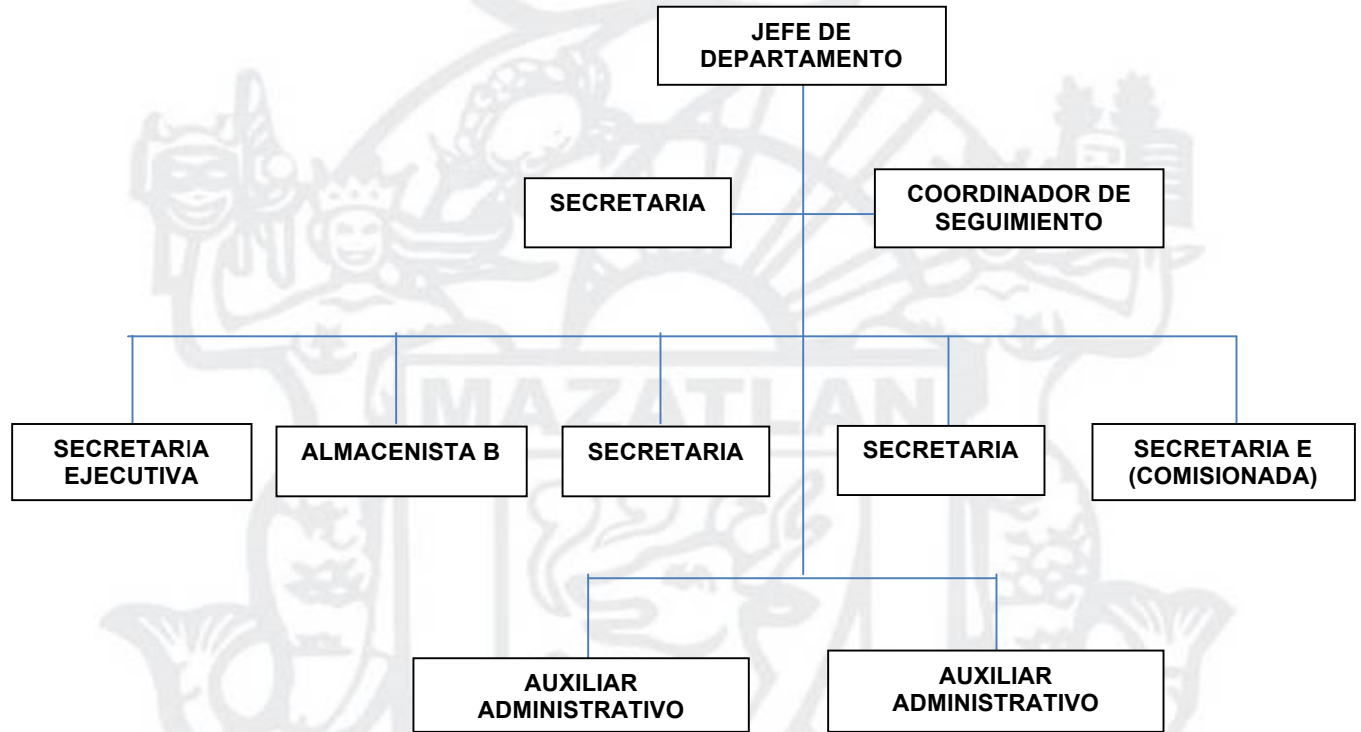 JEFE DE
DEPARTAMENTO
SECRETARIA
COORDINADOR DE
SEGUIMIENTO
MAZATLAN
SECRETARIA
EJECUTIVA
ALMACENISTA B
SECRETARIA
SECRETARIA
SECRETARIA E
(COMISIONADA)
AUXILIAR
ADMINISTRATIVO
AUXILIAR
ADMINISTRATIVO